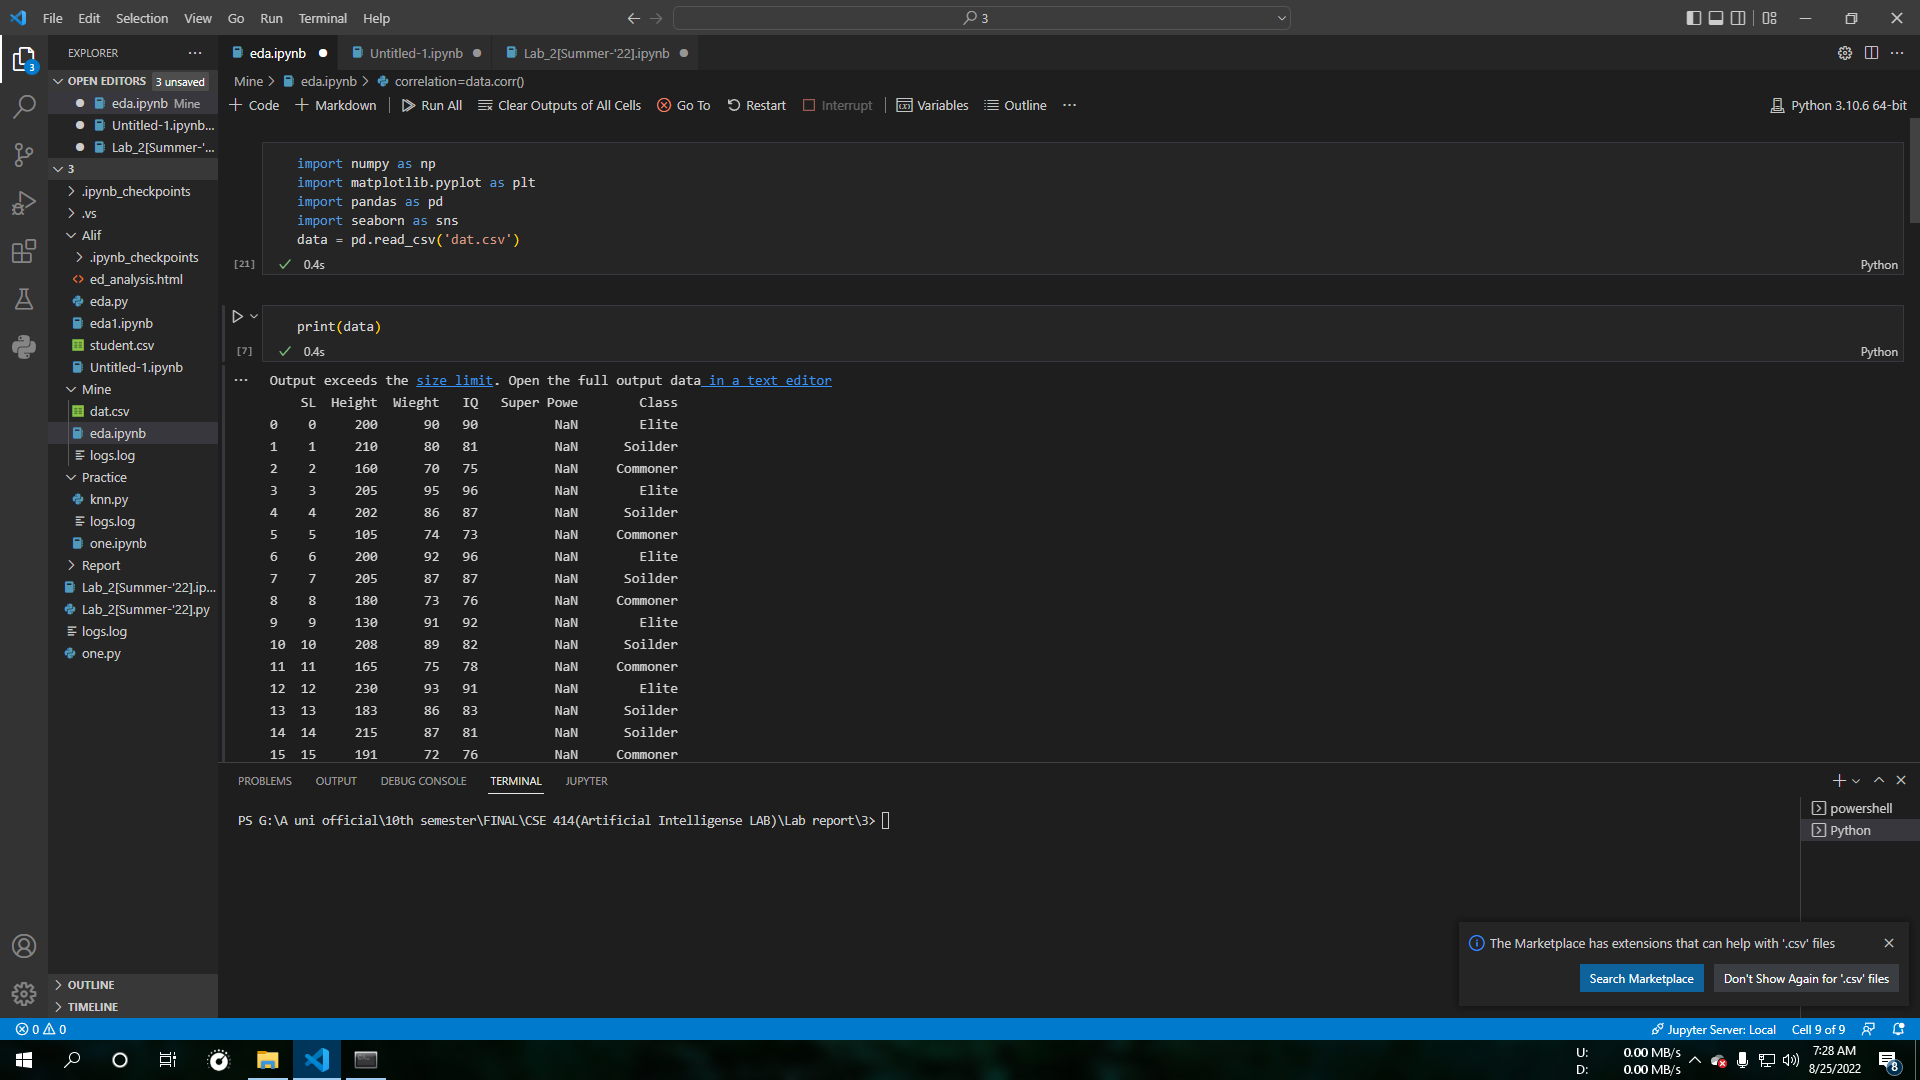 File Edit Selection View Go Run Terminal Help
3
EXPLORER
OPEN EDITORS 3 unsaved
eda.ipynb Mine
Untitled-1.ipynb...
Lab_2[Summer-'...
3
.ipynb_checkpoints
.vs
Alif
.ipynb_checkpoints
ed_analysis.html
eda.py
eda1.ipynb
student.csv
Untitled-1.ipynb
Mine
dat.csv
eda.ipynb
logs.log
Practice
knn.py
logs.log
one.ipynb
Report
Lab_2[Summer-'22].ip...
Lab_2[Summer-'22].py
logs.log
one.py
OUTLINE
TIMELINE
3
eda.ipynb Untitled-1.ipynb Lab_2[Summer-'22].ipynb
Mine > eda.ipynb > correlation=data.corr()
+ Code + Markdown Run All Clear Outputs of All Cells Go To Restart Interrupt Variables Outline ...
Python 3.10.6 64-bit
import numpy as np
import matplotlib.pyplot as plt
import pandas as pd
import seaborn as sns
data = pd.read_csv('dat.csv')
[21] 0.4s Python
print(data)
[7] 0.4s Python
... Output exceeds the size limit. Open the full output data in a text editor
SL Height Wieght IQ Super Powe Class
0 0 200 90 90 NaN Elite
1 1 210 80 81 NaN Soilder
2 2 160 70 75 NaN Commoner
3 3 205 95 96 NaN Elite
4 4 202 86 87 NaN Soilder
5 5 105 74 73 NaN Commoner
6 6 200 92 96 NaN Elite
7 7 205 87 87 NaN Soilder
8 8 180 73 76 NaN Commoner
9 9 130 91 92 NaN Elite
10 10 208 89 82 NaN Soilder
11 11 165 75 78 NaN Commoner
12 12 230 93 91 NaN Elite
13 13 183 86 83 NaN Soilder
14 14 215 87 81 NaN Soilder
15 15 191 72 76 NaN Commoner
PROBLEMS OUTPUT DEBUG CONSOLE TERMINAL JUPYTER
PS G:\A uni official\10th semester\FINAL\CSE 414(Artificial Intelligense LAB)\Lab report\3>
powershell
Python
The Marketplace has extensions that can help with '.csv' files
Search Marketplace Don't Show Again for '.csv' files
0 0
Jupyter Server: Local Cell 9 of 9
U: 0.00 MB/s
D: 0.00 MB/s
7:28 AM
8/25/2022
8